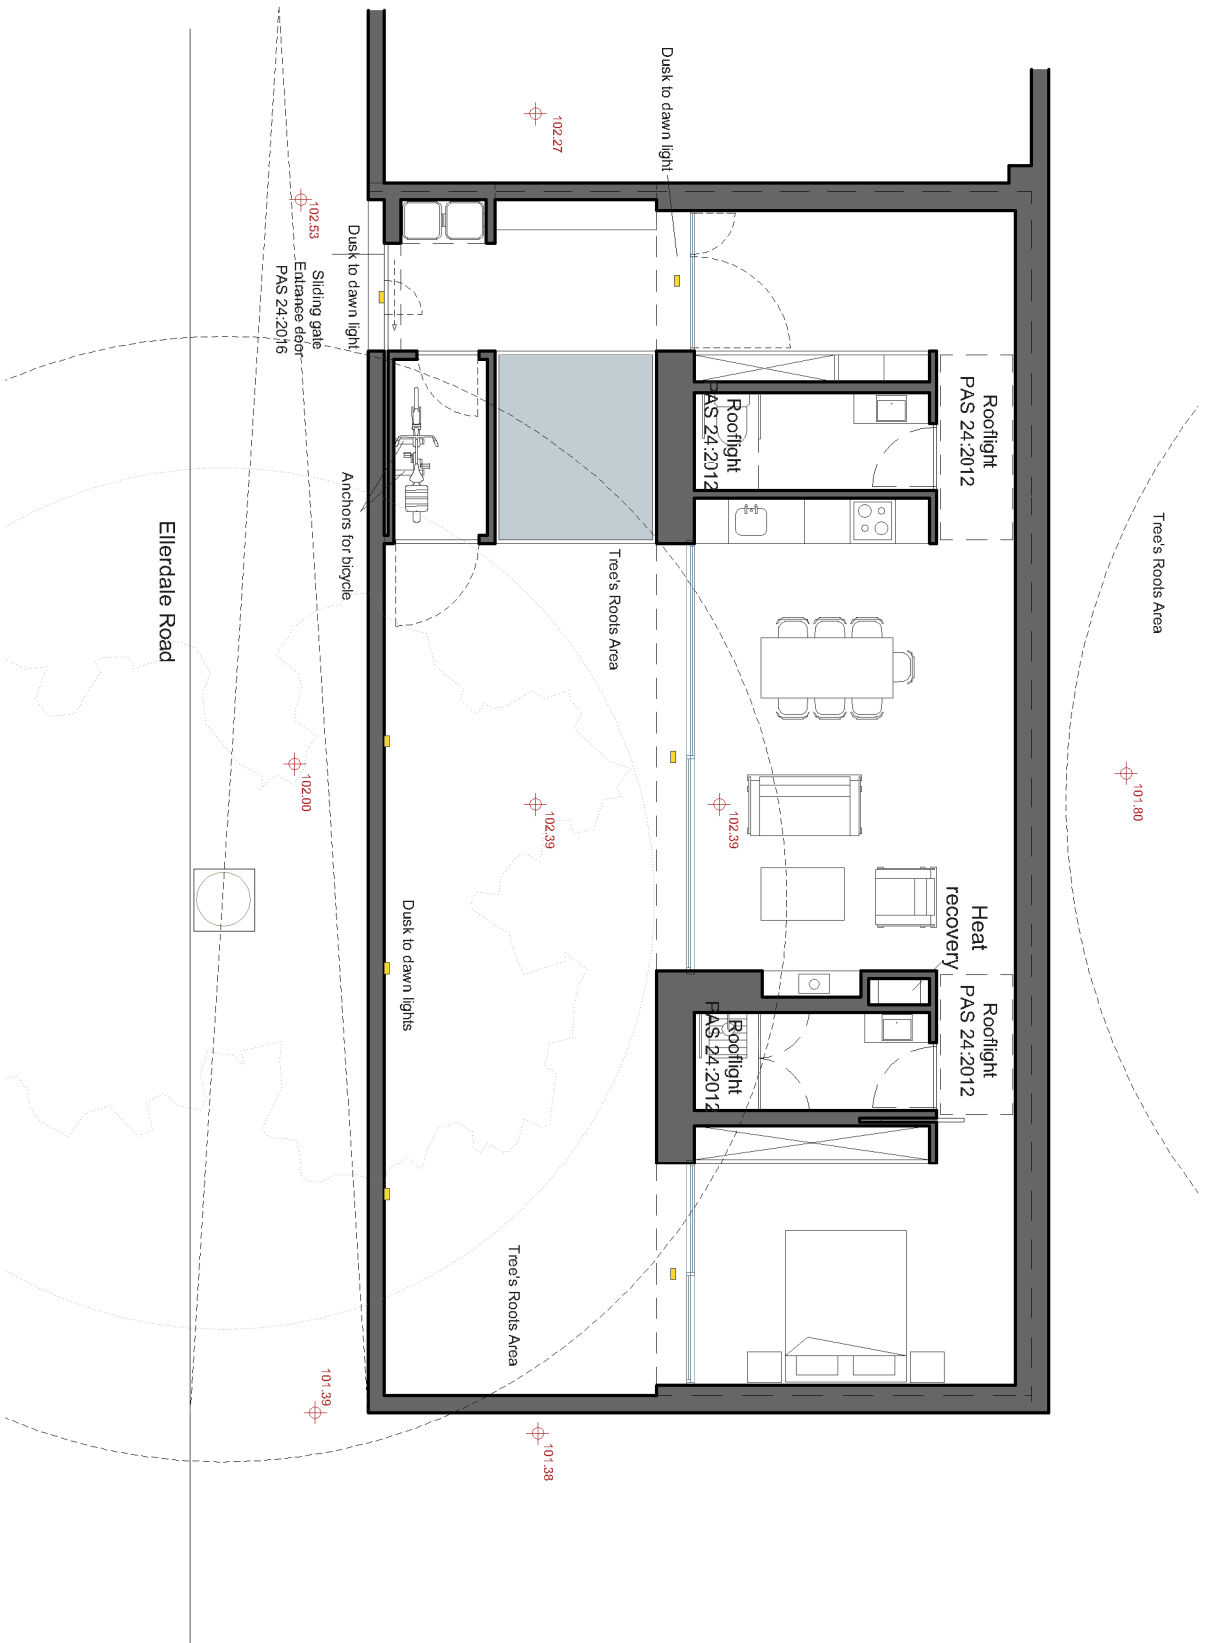 Dusk to dawn light
102.27
102.53
Dusk to dawn light
Sliding gate
Entrance door
PAS 24:2016
Rooflight
PAS 24:2012
Rooflight
PAS 24:2012
Anchors for bicycle
Ellerdale Road
Tree's Roots Area
Tree's Roots Area
102.00
102.39
102.39
101.80
Heat
recovery
Dusk to dawn lights
Rooflight
PAS 24:2012
Rooflight
PAS 24:2012
Tree's Roots Area
101.39
101.38